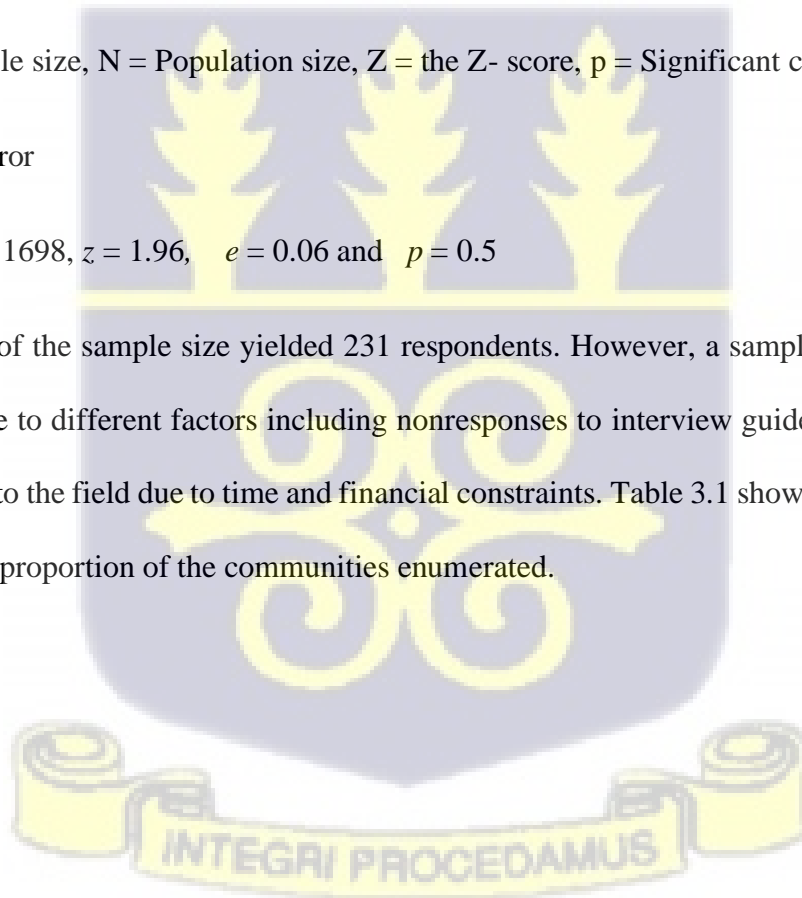 le size, N = Population size, Z = the Z- score, p = Significant c
ror
1698, z = 1.96, e = 0.06 and p = 0.5
of the sample size yielded 231 respondents. However, a sampl
e to different factors including nonresponses to interview guide
to the field due to time and financial constraints. Table 3.1 show
proportion of the communities enumerated.
INTEGRI PROCEDAMUS